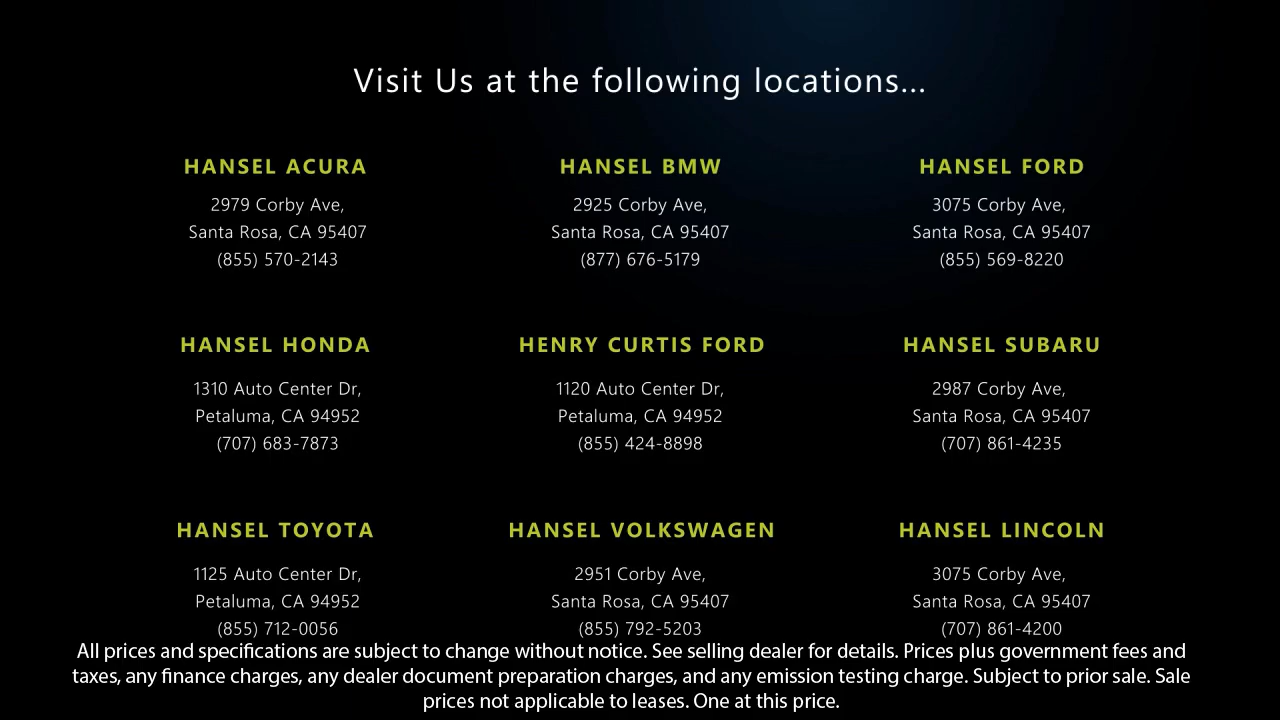 Visit Us at the following locations...
HANSEL ACURA
2979 Corby Ave,
Santa Rosa, CA 95407
(855) 570-2143
HANSEL BMW
2925 Corby Ave,
Santa Rosa, CA 95407
(877) 676-5179
HANSEL FORD
3075 Corby Ave,
Santa Rosa, CA 95407
(855) 569-8220
HANSEL HONDA
1310 Auto Center Dr,
Petaluma, CA 94952
(707) 683-7873
HENRY CURTIS FORD
1120 Auto Center Dr,
Petaluma, CA 94952
(855) 424-8898
HANSEL SUBARU
2987 Corby Ave,
Santa Rosa, CA 95407
(707) 861-4235
HANSEL TOYOTA
1125 Auto Center Dr,
Petaluma, CA 94952
(855) 712-0056
HANSEL VOLKSWAGEN
2951 Corby Ave,
Santa Rosa, CA 95407
(855) 792-5203
HANSEL LINCOLN
3075 Corby Ave,
Santa Rosa, CA 95407
(707) 861-4200
All prices and specifications are subject to change without notice. See selling dealer for details. Prices plus government fees and
taxes, any finance charges, any dealer document preparation charges, and any emission testing charge. Subject to prior sale. Sale
prices not applicable to leases. One at this price.